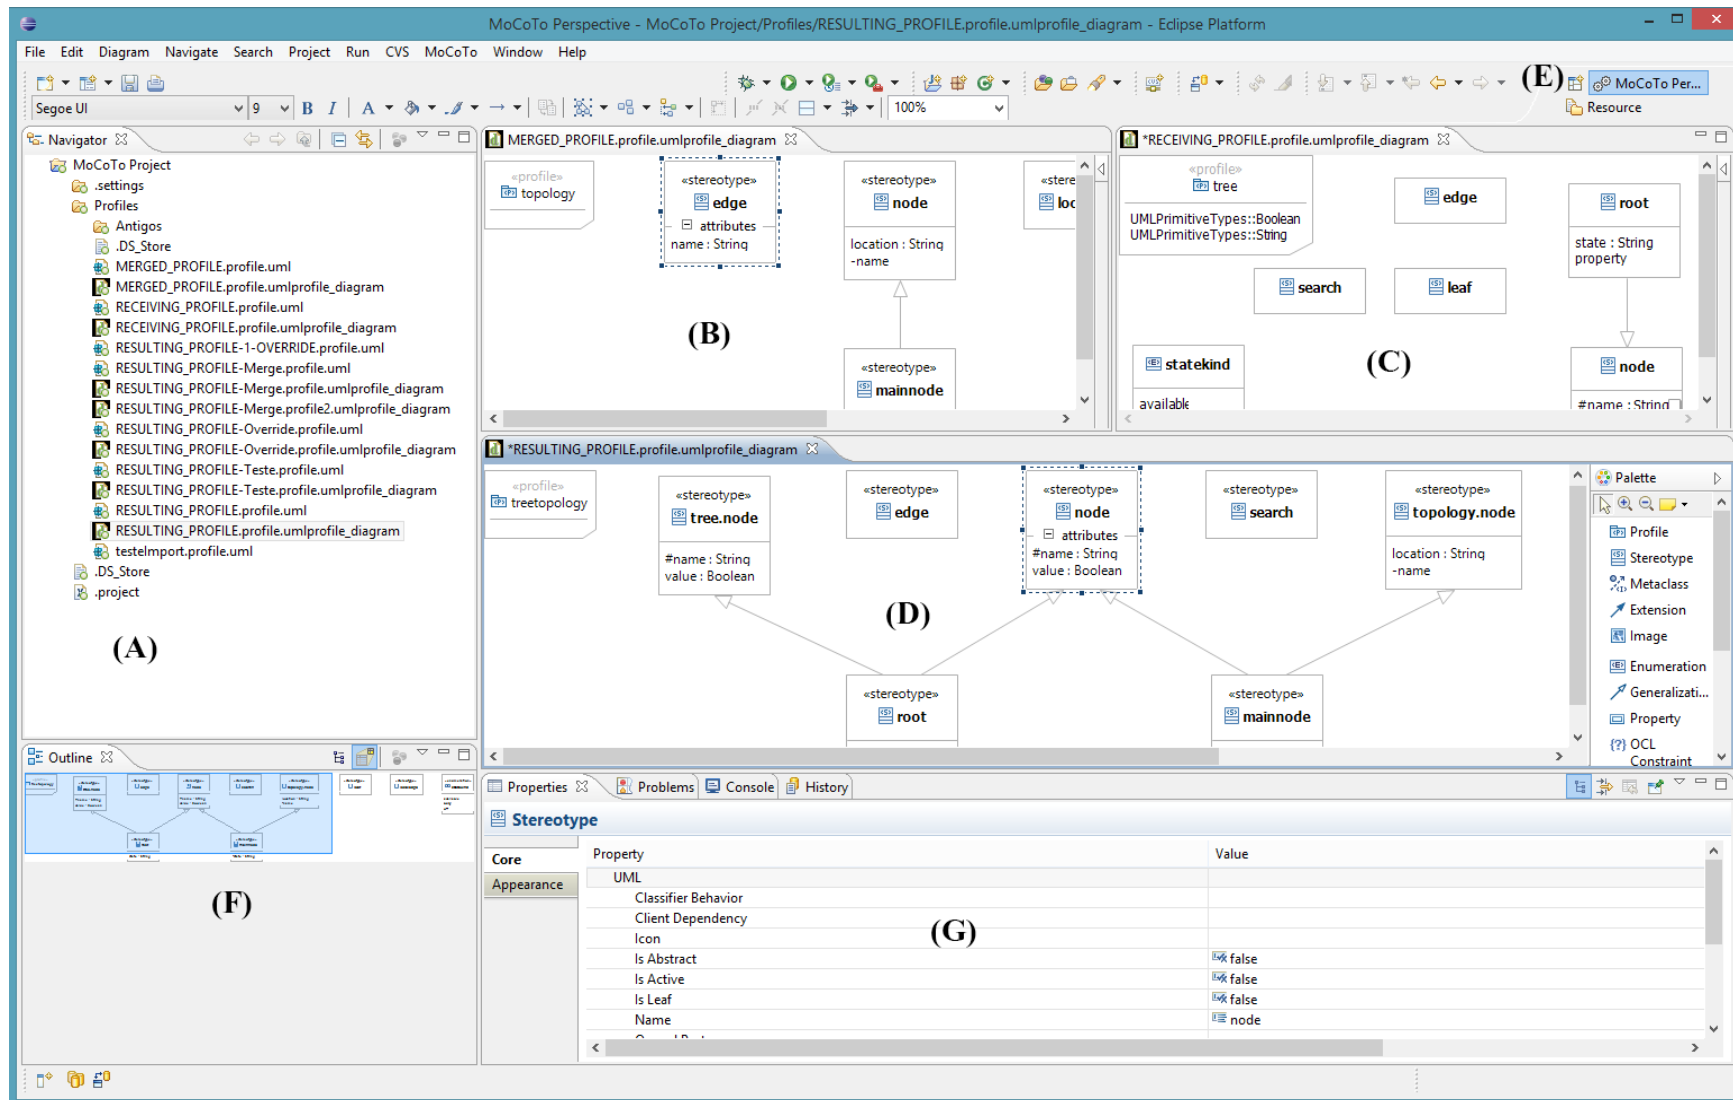 MoCoTo Perspective - MoCoTo Project/Profiles/RESULTING_PROFILE.profile.umlprofile_diagram - Eclipse Platform
File Edit Diagram Navigate Search Project Run CVS MoCoTo Window Help
(E) MoCoTo Per...
Segoe UI 9 B I A 100% Resource
Navigator
MoCoTo Project
.settings
Profiles
Antigos
.DS_Store
MERGED_PROFILE.profile.uml
MERGED_PROFILE.profile.umlprofile_diagram
RECEIVING_PROFILE.profile.uml
RECEIVING_PROFILE.profile.umlprofile_diagram
RESULTING_PROFILE-1-OVERRIDE.profile.uml
RESULTING_PROFILE-Merge.profile.uml
RESULTING_PROFILE-Merge.profile.umlprofile_diagram
RESULTING_PROFILE-Merge.profile2.umlprofile_diagram
RESULTING_PROFILE-Override.profile.uml
RESULTING_PROFILE-Override.profile.umlprofile_diagram
RESULTING_PROFILE-Teste.profile.uml
RESULTING_PROFILE-Teste.profile.umlprofile_diagram
RESULTING_PROFILE.profile.uml
RESULTING_PROFILE.profile.umlprofile_diagram
testeImport.profile.uml
.DS_Store
.project
(A)
MERGED_PROFILE.profile.umlprofile_diagram
«profile»
topology
«stereotype»
edge
attributes
name : String
«stereotype»
node
location : String
-name
«stere
loc
(B)
«stereotype»
mainnode
*RECEIVING_PROFILE.profile.umlprofile_diagram
«profile»
tree
UMLPrimitiveTypes::Boolean
UMLPrimitiveTypes::String
edge
root
state : String
property
search
leaf
(C)
statekind
available
node
#name : String
*RESULTING_PROFILE.profile.umlprofile_diagram
«profile»
treetopology
«stereotype»
tree.node
#name : String
value : Boolean
«stereotype»
edge
«stereotype»
node
attributes
#name : String
value : Boolean
«stereotype»
search
«stereotype»
topology.node
location : String
-name
(D)
«stereotype»
root
«stereotype»
mainnode
Palette
Profile
Stereotype
Metaclass
Extension
Image
Enumeration
Generalizati...
Property
{?} OCL
Constraint
Outline
(F)
Properties Problems Console History
Stereotype
Core
Appearance
Property Value
UML
Classifier Behavior
Client Dependency
Icon
(G)
Is Abstract false
Is Active false
Is Leaf false
Name node